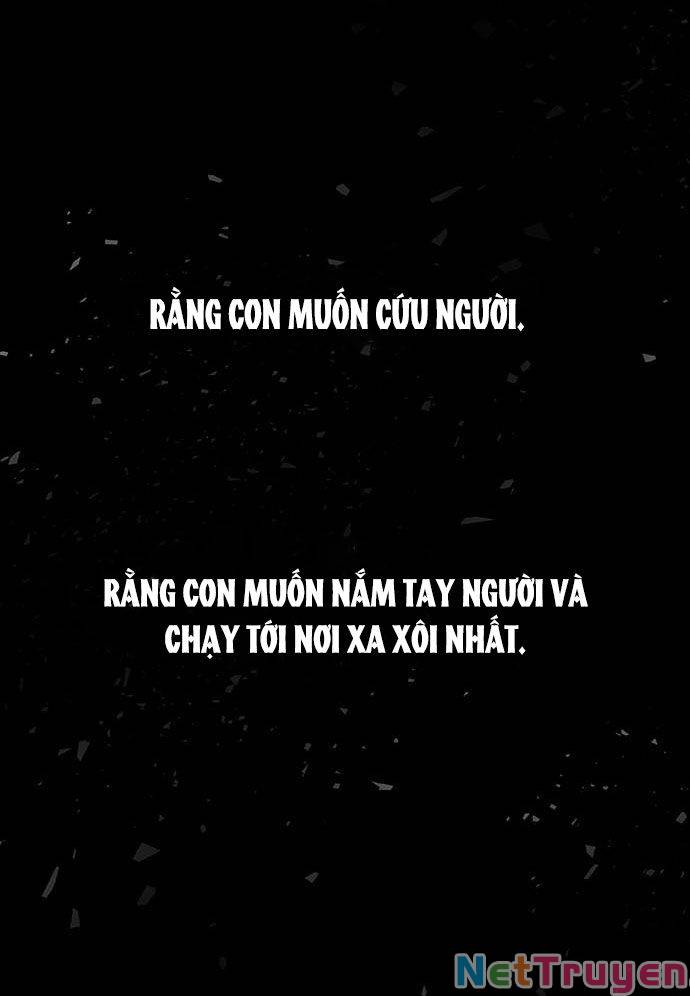 RẰNG CON MUỐN CỨU NGƯỜI.
RẰNG CON MUỐN NẮM TAY NGƯỜI VÀ
CHẠY TỚI NƠI XA XÔI NHẤT.
NetTruyen